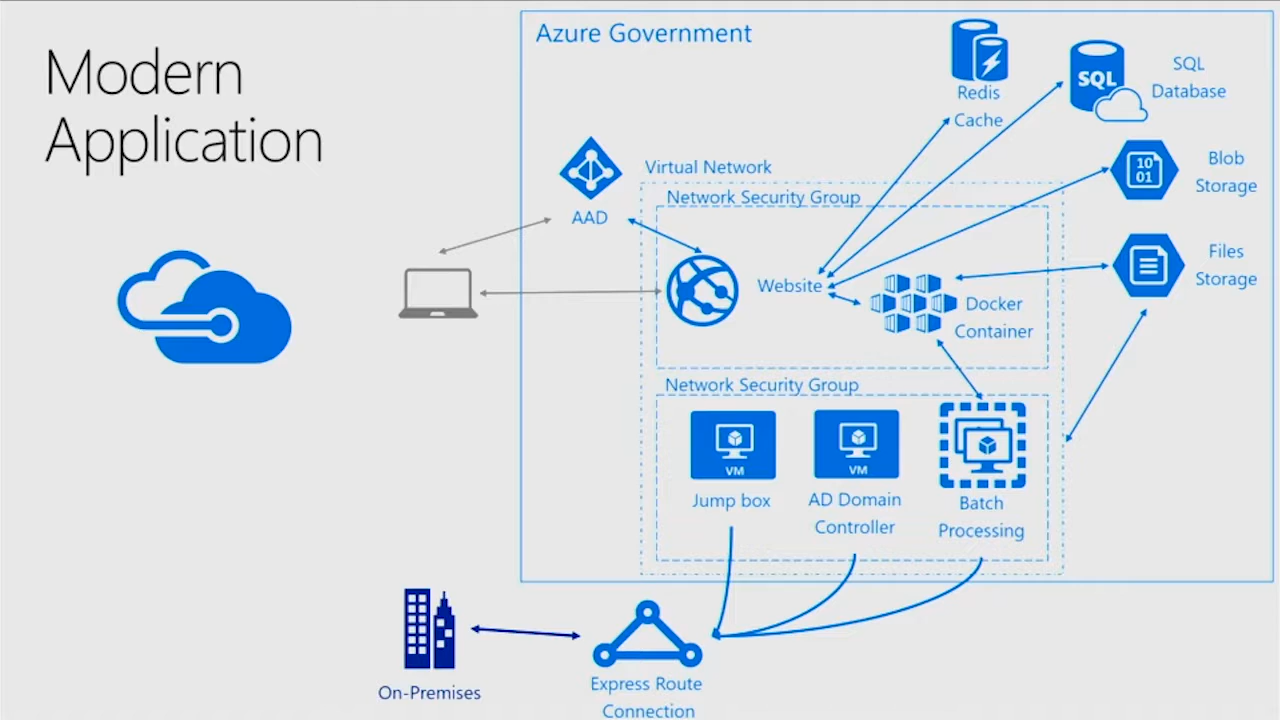 Modern
Application
Azure Government
Redis
Cache
SQL
SQL
Database
10
01
Blob
Storage
Files
Storage
AAD
Virtual Network
Network Security Group
Website
Docker
Container
Network Security Group
VM
Jump box
VM
AD Domain
Controller
Batch
Processing
On-Premises
Express Route
Connection